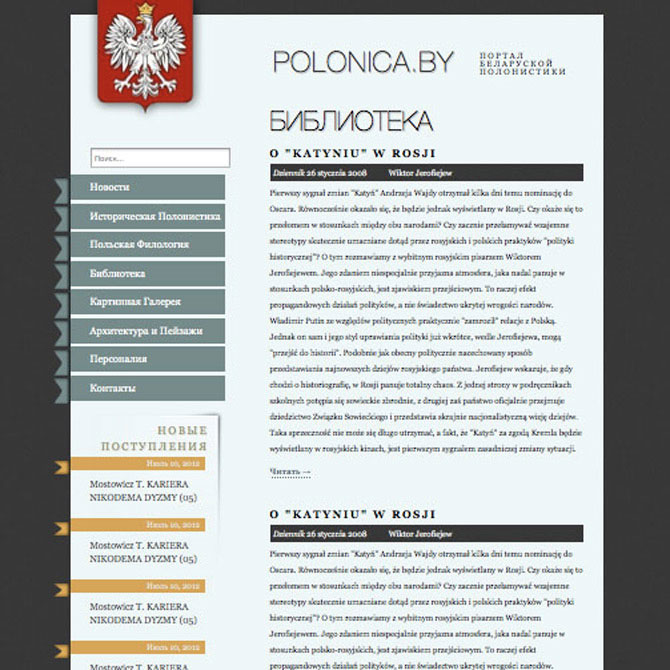 POLONICA.BY
ПОРТАЛ
БЕЛАРУСКОЙ
ПОЛОНИСТИКИ
БИБЛИОТЕКА
Поиск...
Новости
Историческая Полонистика
Польская Филология
Библиотека
Картинная Галерея
Архитектура и Пейзажи
Персоналия
Контакты
НОВЫЕ
ПОСТУПЛЕНИЯ
Июль 10, 2012
Mostowicz T. KARIERA
NIKODEMA DYZMY (05)
Июль 10, 2012
Mostowicz T. KARIERA
NIKODEMA DYZMY (05)
Июль 10, 2012
Mostowicz T. KARIERA
NIKODEMA DYZMY (05)
Июль 10, 2012
Mostowicz T. KARIERA
O "KATYNIU" W ROSJI
Dziennik 26 stycznia 2008 Wiktor Jerofiejew
Pierwszy sygnał zmian "Katyń" Andrzeja Wajdy otrzymał kilka dni temu nominację do
Oscara. Równocześnie okazało się, że będzie jednak wyświetlany w Rosji. Czy okaże się to
przełomem w stosunkach między obu narodami? Czy zacznie przełamywać wzajemne
stereotypy skutecznie umacniane dotąd przez rosyjskich i polskich praktyków "polityki
historycznej"? O tym rozmawiamy z wybitnym rosyjskim pisarzem Wiktorem
Jerofiejewem. Jego zdaniem niespecjalnie przyjazna atmosfera, jaka nadal panuje w
stosunkach polsko-rosyjskich, jest zjawiskiem przejściowym. To raczej efekt
propagandowych działań polityków, a nie świadectwo ukrytej wrogości narodów.
Władimir Putin ze względów politycznych praktycznie "zamroził" relacje z Polską.
Jednak on sam i jego styl uprawiania polityki już wkrótce, wedle Jerofiejewa, mogą
"przejść do historii". Podobnie jak obecny politycznie nacechowany sposób
przedstawiania najnowszych dziejów rosyjskiego państwa. Jerofiejew wskazuje, że gdy
chodzi o historiografię, w Rosji panuje totalny chaos. Z jednej strony w podręcznikach
szkolnych potępia się sowieckie zbrodnie, z drugiej zaś państwo oficjalnie przejmuje
dziedzictwo Związku Sowieckiego i przedstawia skrajnie nacjonalistyczną wizję dziejów.
Taka sprzeczność nie może się długo utrzymać, a fakt, że "Katyń" za zgodą Kremla będzie
wyświetlany w rosyjskich kinach, jest pierwszym sygnałem zasadniczej zmiany sytuacji.
Читать →
O "KATYNIU" W ROSJI
Dziennik 26 stycznia 2008 Wiktor Jerofiejew
Pierwszy sygnał zmian "Katyń" Andrzeja Wajdy otrzymał kilka dni temu nominację do
Oscara. Równocześnie okazało się, że będzie jednak wyświetlany w Rosji. Czy okaże się to
przełomem w stosunkach między obu narodami? Czy zacznie przełamywać wzajemne
stereotypy skutecznie umacniane dotąd przez rosyjskich i polskich praktyków "polityki
historycznej"? O tym rozmawiamy z wybitnym rosyjskim pisarzem Wiktorem
Jerofiejewem. Jego zdaniem niespecjalnie przyjazna atmosfera, jaka nadal panuje w
stosunkach polsko-rosyjskich, jest zjawiskiem przejściowym. To raczej efekt
propagandowych działań polityków, a nie świadectwo ukrytej wrogości narodów.